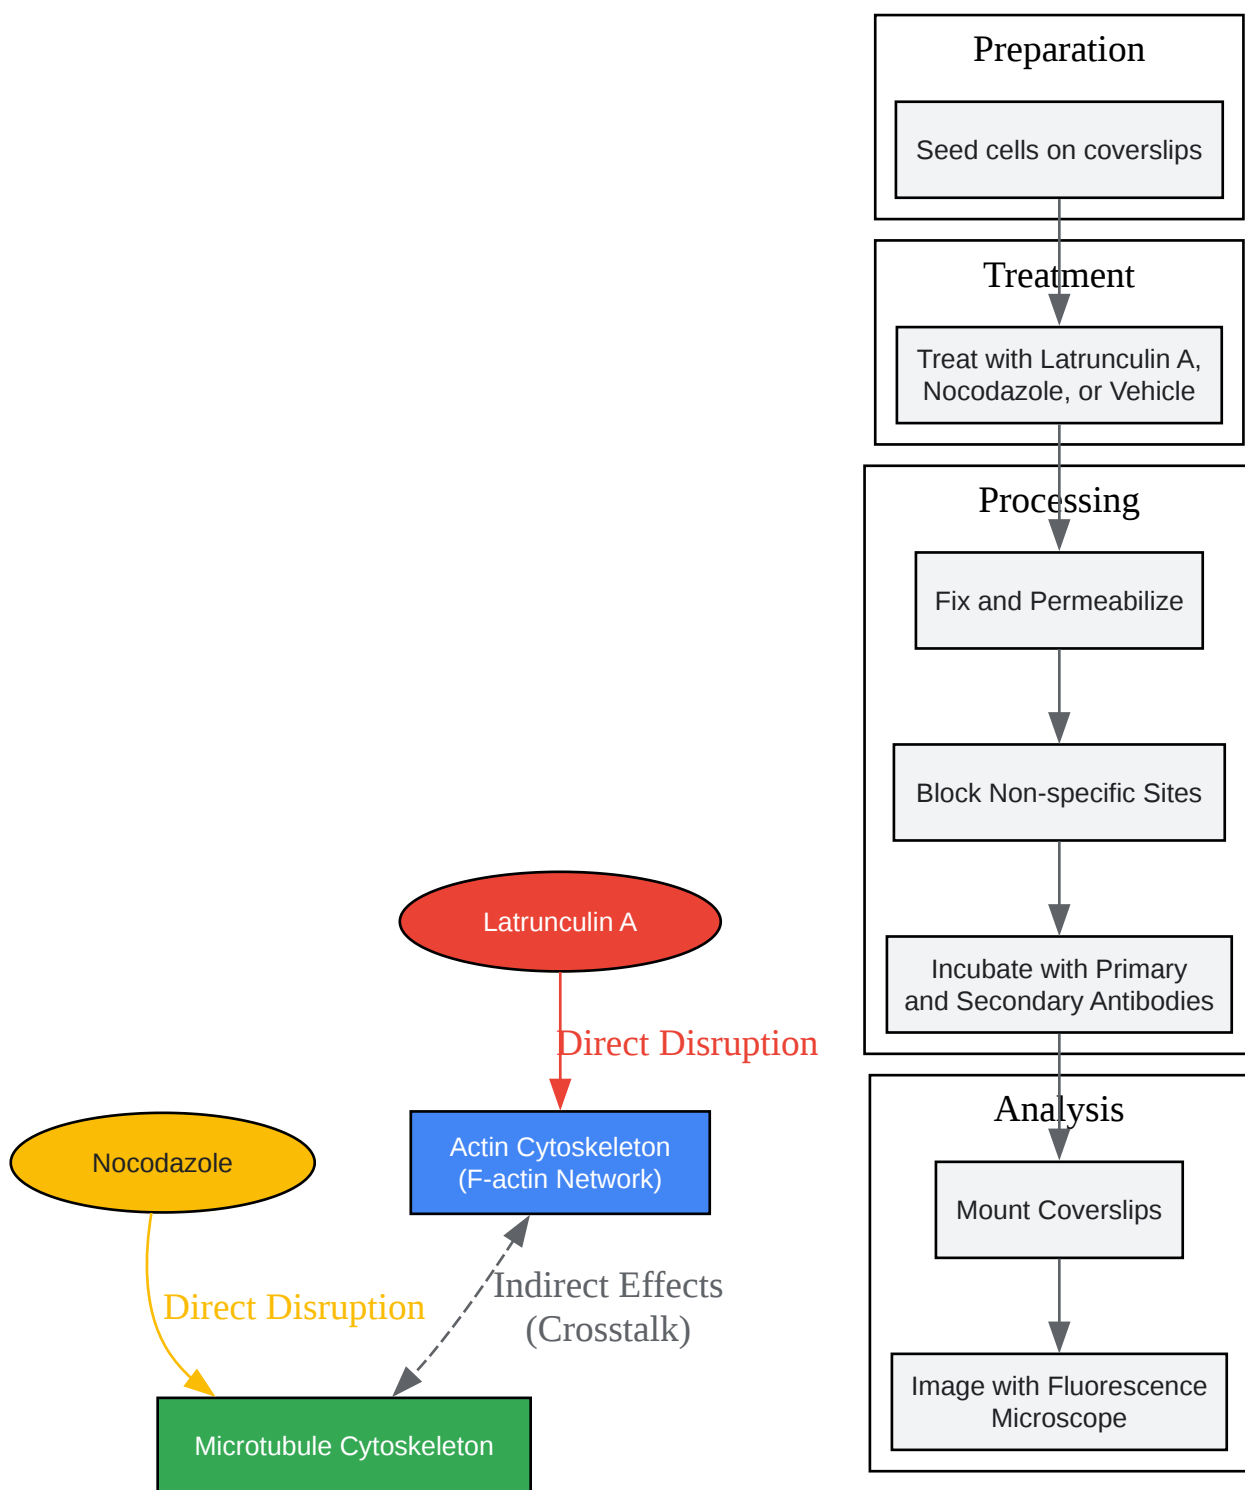 Preparation
Seed cells on coverslips
Treatment
Treat with Latrunculin A,
Nocodazole, or Vehicle
Processing
Fix and Permeabilize
Block Non-specific Sites
Incubate with Primary
and Secondary Antibodies
Analysis
Mount Coverslips
Image with Fluorescence
Microscope
Latrunculin A
Direct Disruption
Actin Cytoskeleton
(F-actin Network)
Nocodazole
Direct Disruption
Indirect Effects
(Crosstalk)
Microtubule Cytoskeleton